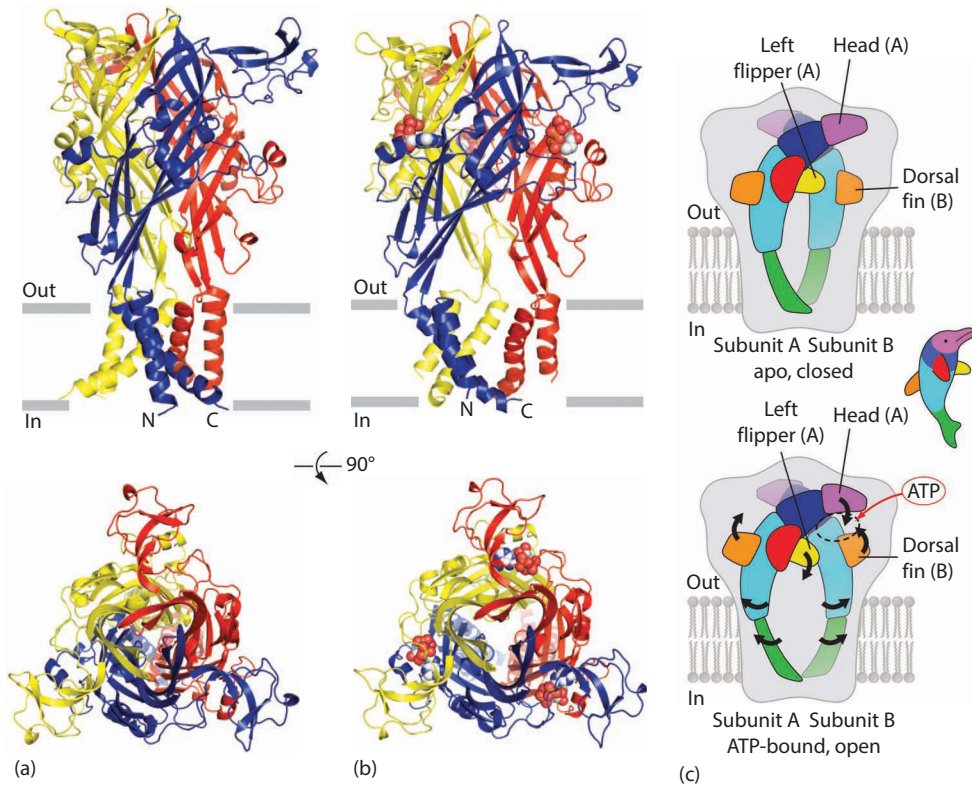 Out
In
N
C
Out
In
N
C
90°
(a)
(b)
Left
flipper (A)
Head (A)
Dorsal
fin (B)
Out
In
Subunit A Subunit B
apo, closed
Left
flipper (A)
Head (A)
ATP
Dorsal
fin (B)
Out
In
Subunit A Subunit B
ATP-bound, open
(c)